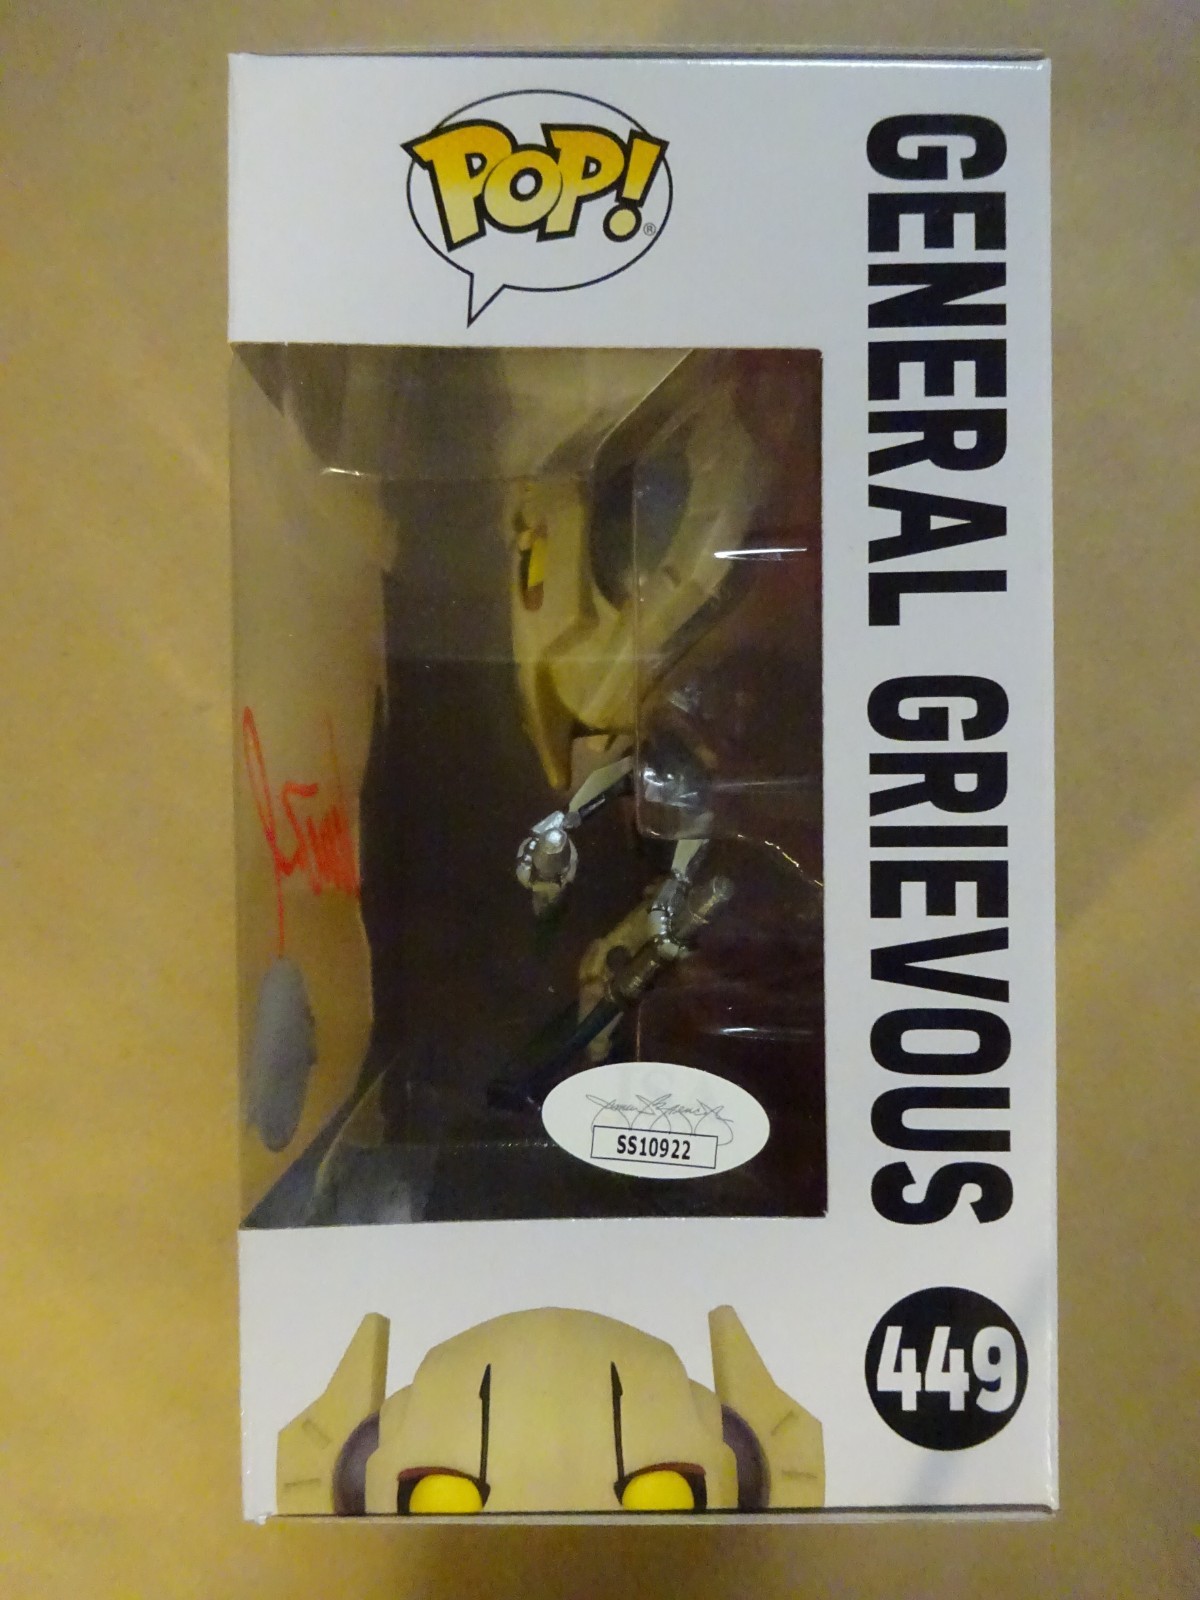 POP!
®
GENERAL GRIEVOUS
SS10922
449